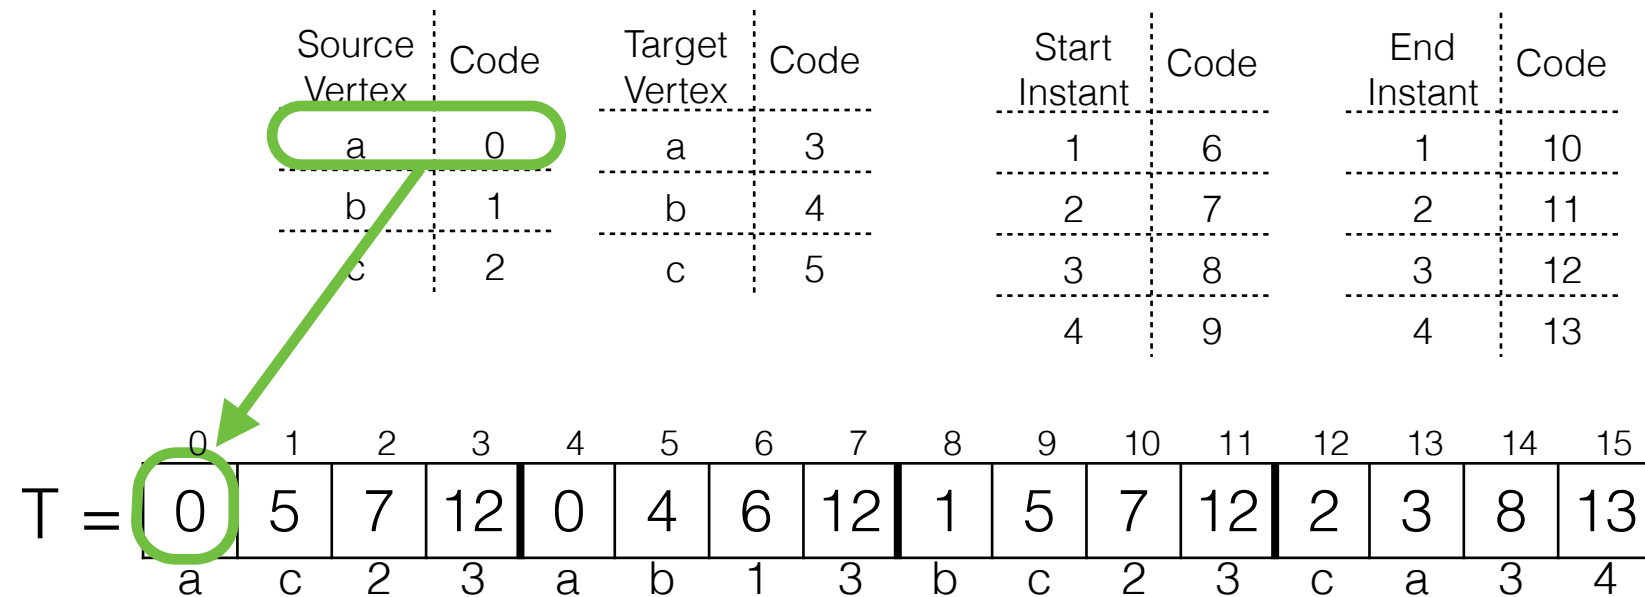 Source Vertex Code
a 0
b 1
c 2
Target Vertex Code
a 3
b 4
c 5
Start Instant Code
1 6
2 7
3 8
4 9
End Instant Code
1 10
2 11
3 12
4 13
0 1 2 3 4 5 6 7 8 9 10 11 12 13 14 15
T = 0 5 7 12 0 4 6 12 1 5 7 12 2 3 8 13
a c 2 3 a b 1 3 b c 2 3 c a 3 4